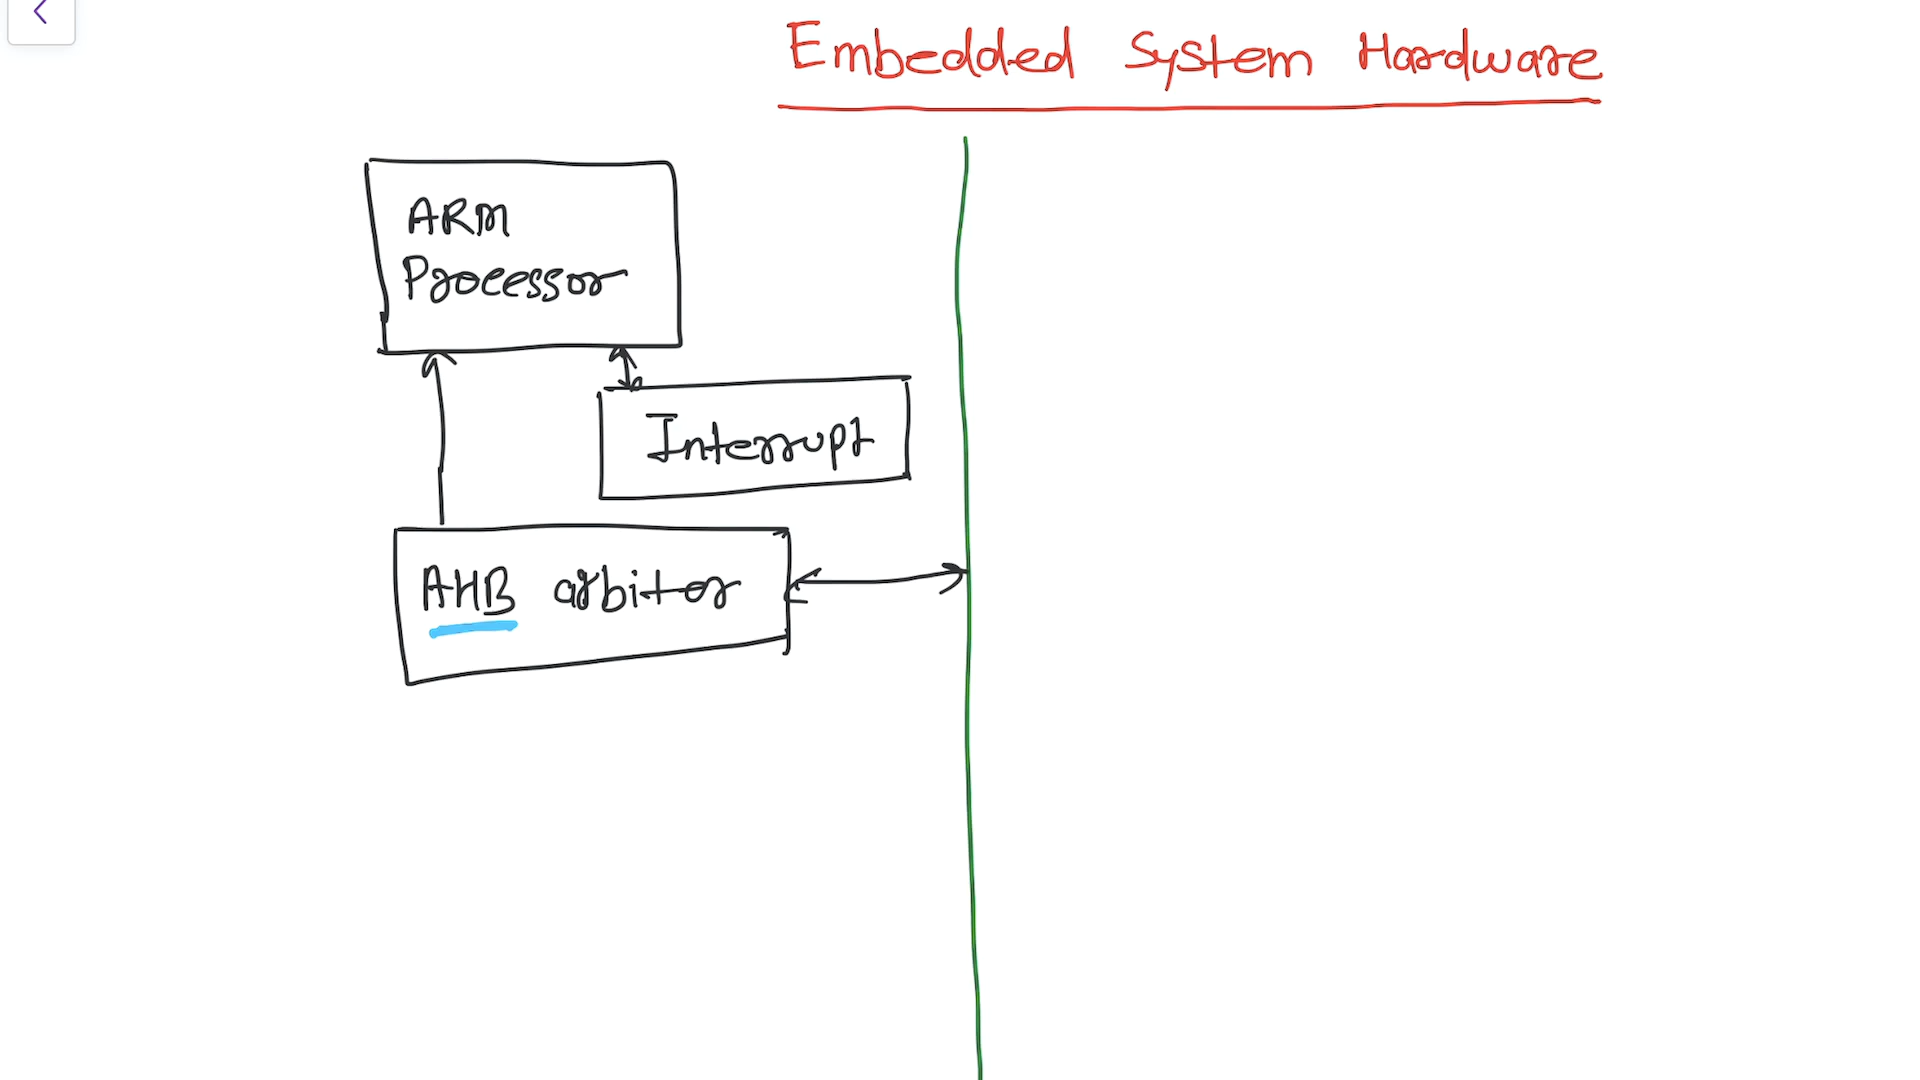 Embedded System Hardware
ARM
Processor
Interrupt
AHB arbiter